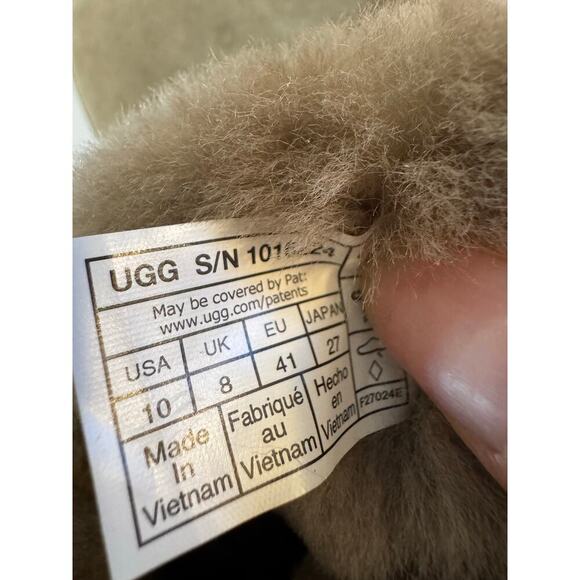 UGG S/N
May be covered by Pat:
www.ugg.com/patents
USA UK EU JAPAN
10 8 41 27
Made In Vietnam
Fabriqué au Vietnam
Hecho en Vietnam
F27024E